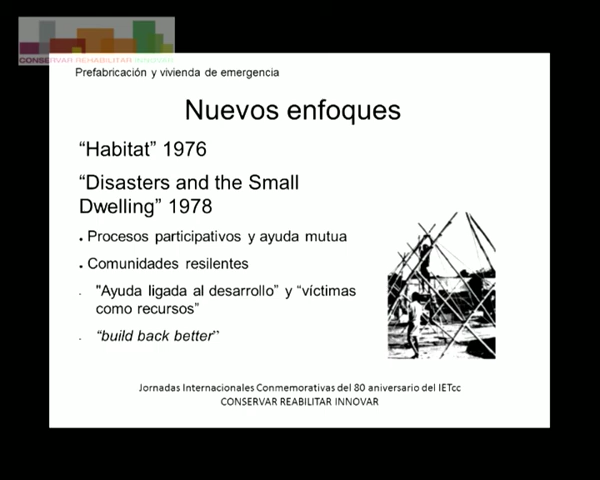 CONSERVAR REHABILITAR INNOVAR
Prefabricación y vivienda de emergencia
Nuevos enfoques
“Habitat” 1976
“Disasters and the Small
Dwelling” 1978
• Procesos participativos y ayuda mutua
• Comunidades resilentes
• "Ayuda ligada al desarrollo” y “víctimas
como recursos”
• “build back better”
Jornadas Internacionales Conmemorativas del 80 aniversario del IETcc
CONSERVAR REABILITAR INNOVAR